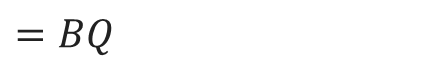 = BQ